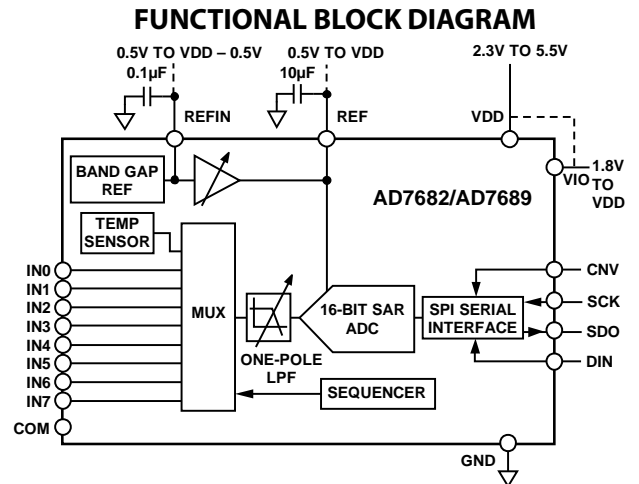 FUNCTIONAL BLOCK DIAGRAM
0.5V TO VDD – 0.5V
0.1µF
0.5V TO VDD
10µF
2.3V TO 5.5V
REFIN
REF
VDD
BAND GAP
REF
AD7682/AD7689
VIO
1.8V
TO
VDD
TEMP
SENSOR
IN0
IN1
IN2
IN3
IN4
IN5
IN6
IN7
COM
MUX
ONE-POLE
LPF
16-BIT SAR
ADC
SPI SERIAL
INTERFACE
CNV
SCK
SDO
DIN
SEQUENCER
GND